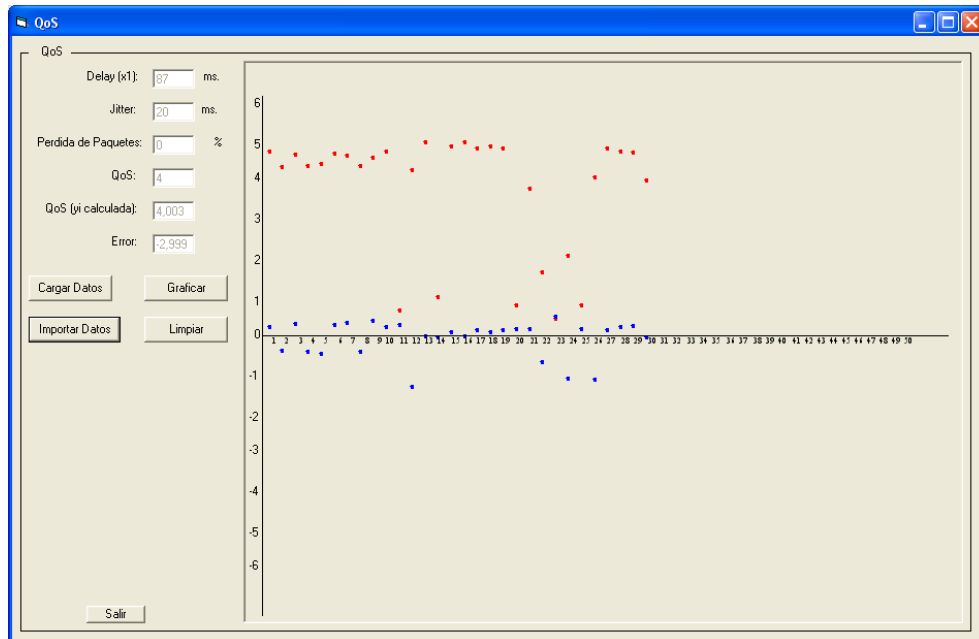 QoS
QoS
Delay (x1): 87 ms.
Jitter: 20 ms.
Perdida de Paquetes: 0 %
QoS: 4
QoS (yi calculada): 4,003
Error: -2,999
Cargar Datos Graficar
Importar Datos Limpiar
Salir
6
5
4
3
2
1
0
1 2 3 4 5 6 7 8 9 10 11 12 13 14 15 16 17 18 19 20 21 22 23 24 25 26 27 28 29 30 31 32 33 34 35 36 37 38 39 40 41 42 43 44 45 46 47 48 49 50
-1
-2
-3
-4
-5
-6